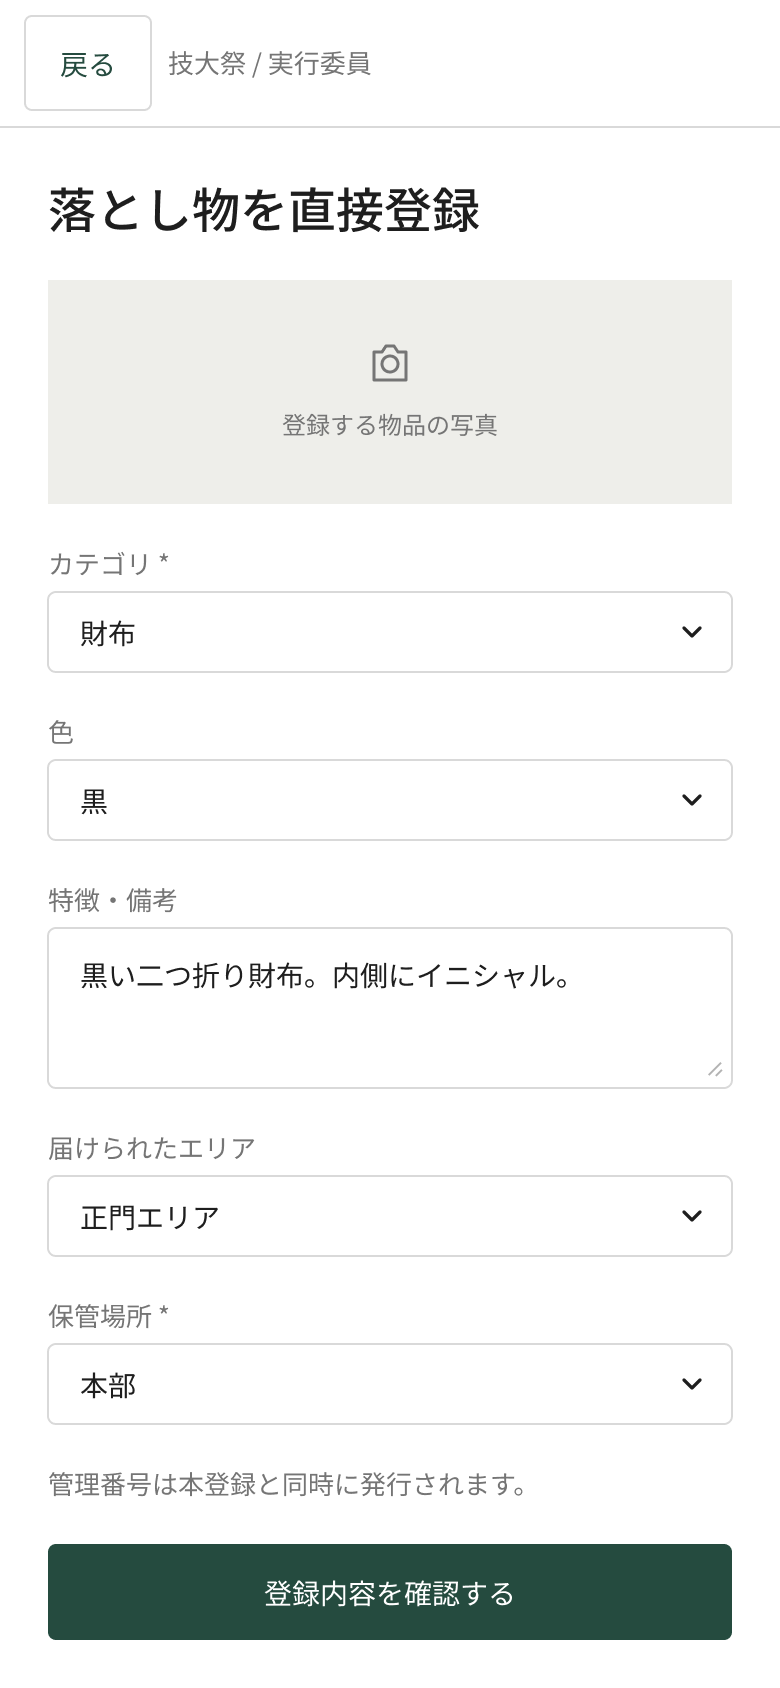 戻る
技大祭 / 実行委員
落とし物を直接登録
登録する物品の写真
カテゴリ *
財布
色
黒
特徴・備考
黒い二つ折り財布。内側にイニシャル。
届けられたエリア
正門エリア
保管場所 *
本部
管理番号は本登録と同時に発行されます。
登録内容を確認する